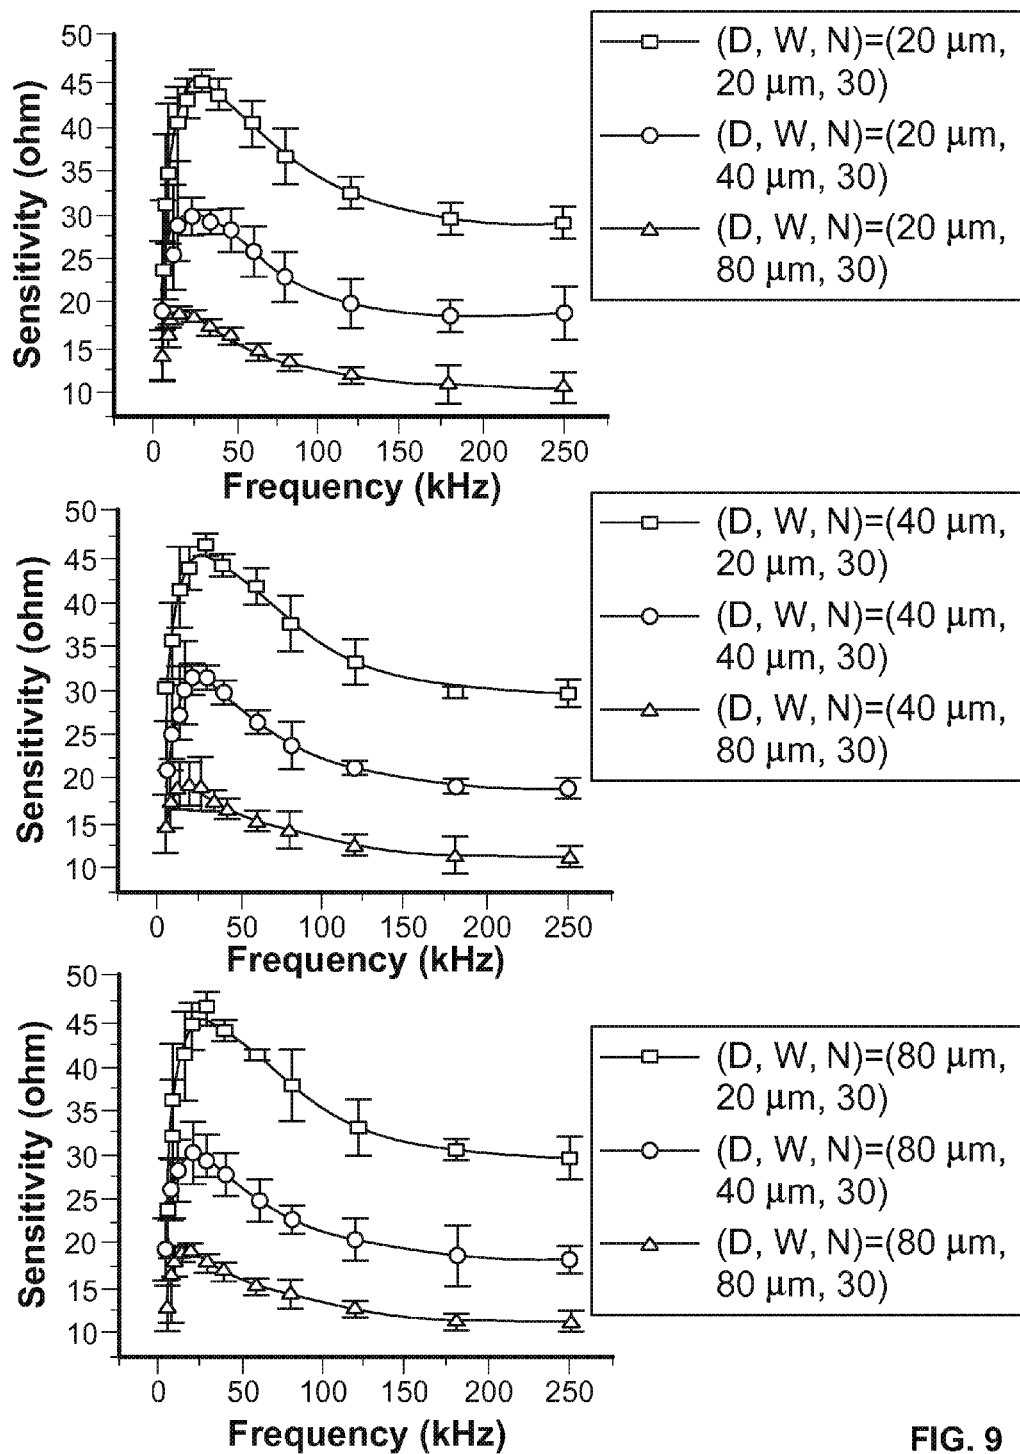 50
45
40
35
30
25
20
15
10
Sensitivity (ohm)
0 50 100 150 200 250
Frequency (kHz)
(D, W, N)=(20 µm,
20 µm, 30)
(D, W, N)=(20 µm,
40 µm, 30)
(D, W, N)=(20 µm,
80 µm, 30)
50
45
40
35
30
25
20
15
10
Sensitivity (ohm)
0 50 100 150 200 250
Frequency (kHz)
(D, W, N)=(40 µm,
20 µm, 30)
(D, W, N)=(40 µm,
40 µm, 30)
(D, W, N)=(40 µm,
80 µm, 30)
50
45
40
35
30
25
20
15
10
Sensitivity (ohm)
0 50 100 150 200 250
Frequency (kHz)
(D, W, N)=(80 µm,
20 µm, 30)
(D, W, N)=(80 µm,
40 µm, 30)
(D, W, N)=(80 µm,
80 µm, 30)
FIG. 9